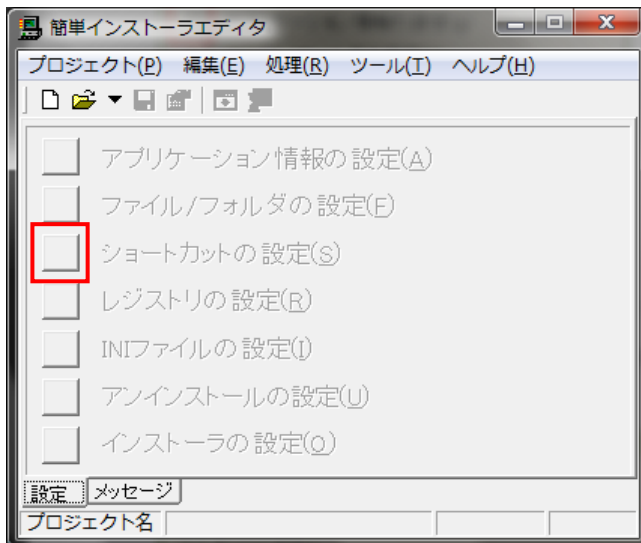 簡単インストーラエディタ
プロジェクト(P) 編集(E) 処理(R) ツール(T) ヘルプ(H)
アプリケーション情報の設定(A)
ファイル/フォルダの設定(F)
ショートカットの設定(S)
レジストリの設定(R)
INIファイルの設定(I)
アンインストールの設定(U)
インストーラの設定(O)
設定 メッセージ
プロジェクト名